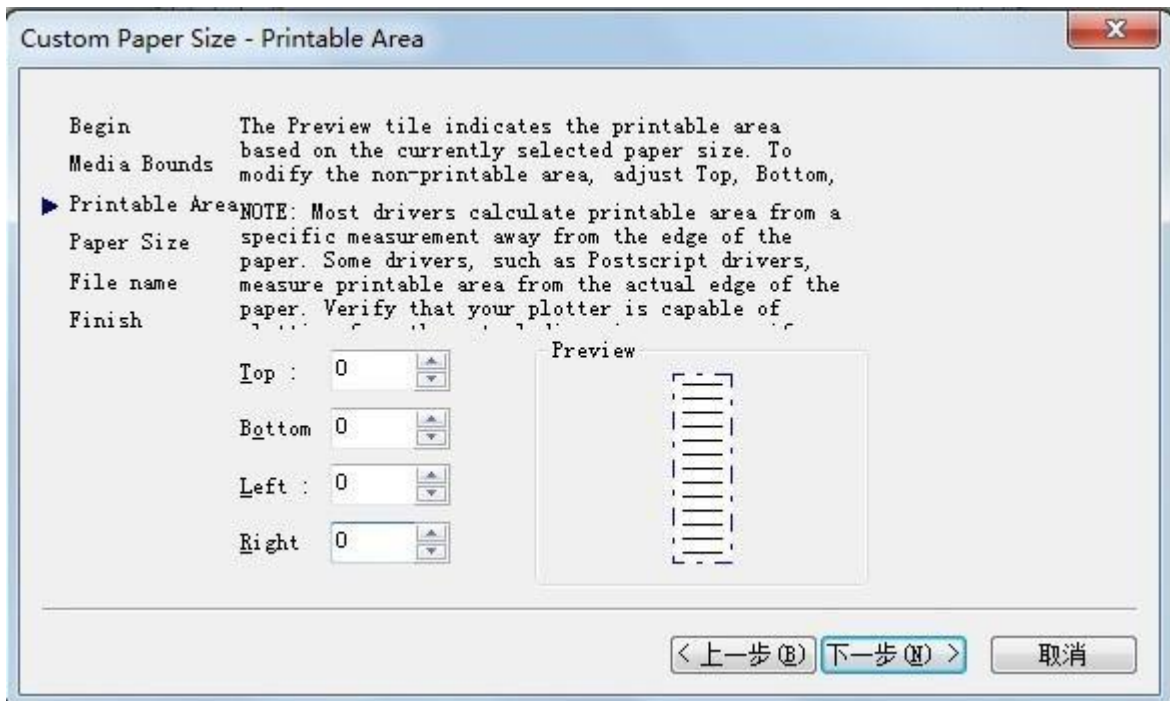 Custom Paper Size - Printable Area
Begin
Media Bounds
Printable Area
Paper Size
File name
Finish
The Preview tile indicates the printable area
based on the currently selected paper size. To
modify the non-printable area, adjust Top, Bottom,
NOTE: Most drivers calculate printable area from a
specific measurement away from the edge of the
paper. Some drivers, such as Postscript drivers,
measure printable area from the actual edge of the
paper. Verify that your plotter is capable of
Top : 0
Bottom 0
Left : 0
Right 0
Preview
< 上一步(B)
下一步(N) >
取消